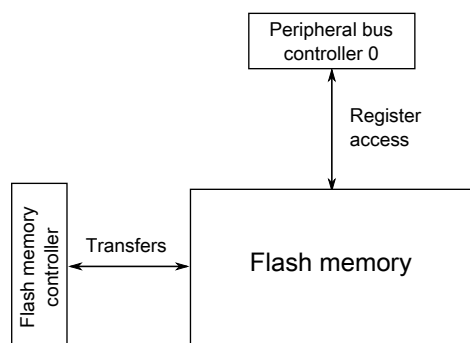 Peripheral bus
controller 0
Register
access
Flash memory
controller
Transfers
Flash memory